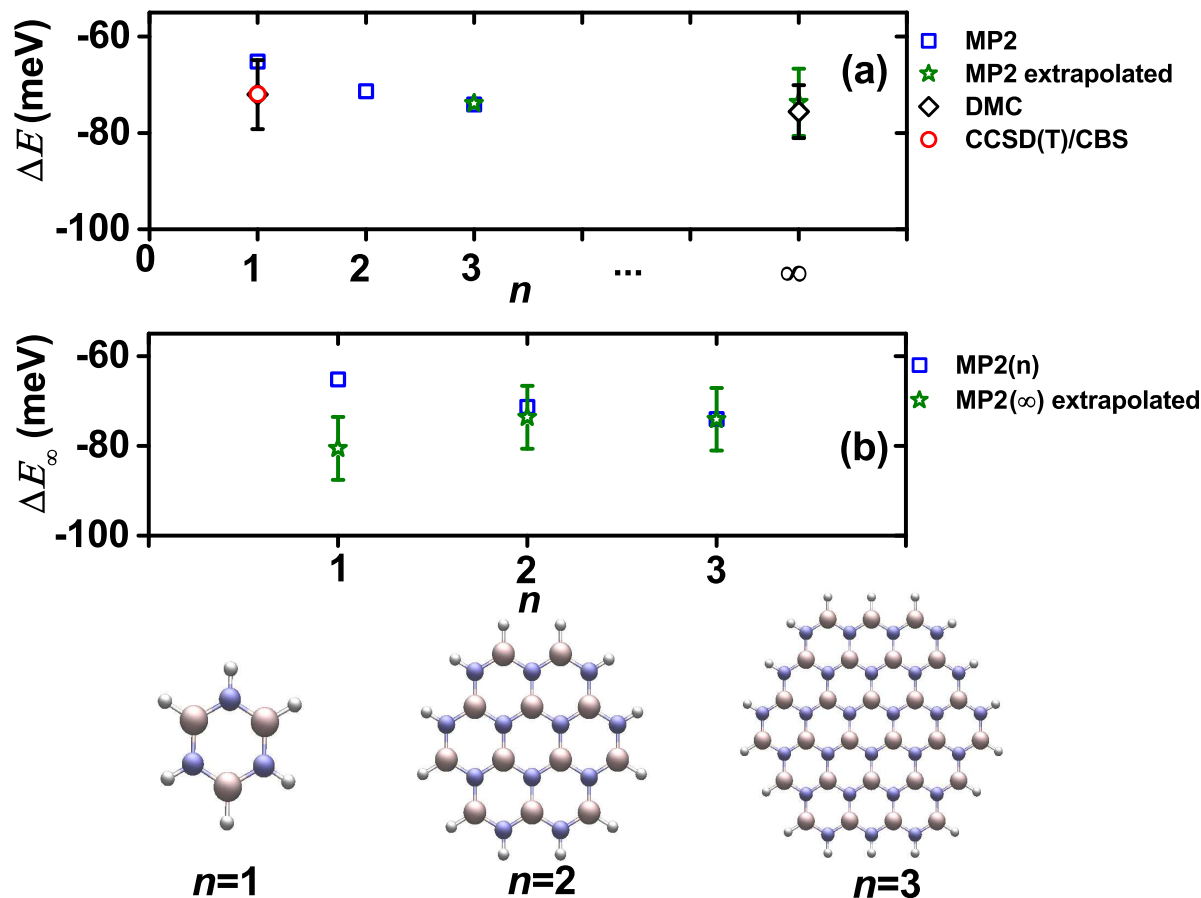 -60
-80
-100
ΔE (meV)
(a)
MP2
MP2 extrapolated
DMC
CCSD(T)/CBS
0 1 2 3 ... ∞
n
-60
-80
-100
ΔE∞ (meV)
(b)
MP2(n)
MP2(∞) extrapolated
1 2 3
n
n=1 n=2 n=3